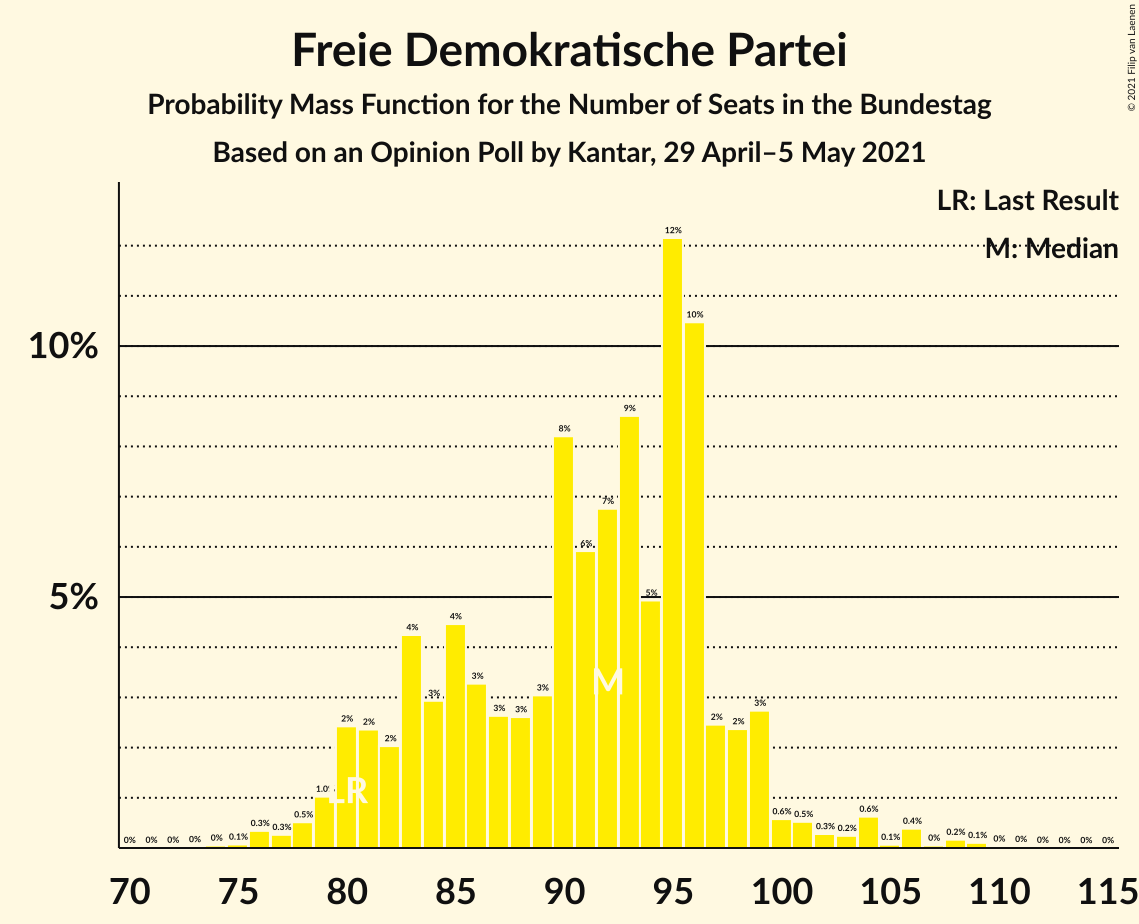 Freie Demokratische Partei
Probability Mass Function for the Number of Seats in the Bundestag
Based on an Opinion Poll by Kantar, 29 April–5 May 2021
© 2021 Filip van Laenen
LR: Last Result
M: Median
10%
5%
0% 0% 0% 0% 0% 0.1% 0.3% 0.3% 0.5% 1.0% 2% 2% 2% 4% 3% 4% 3% 3% 3% 3% 8% 6% 7% 9% 5% 12% 10% 2% 2% 3% 0.6% 0.5% 0.3% 0.2% 0.6% 0.1% 0.4% 0% 0.2% 0.1% 0% 0% 0% 0% 0% 0%
LR
M
70 75 80 85 90 95 100 105 110 115